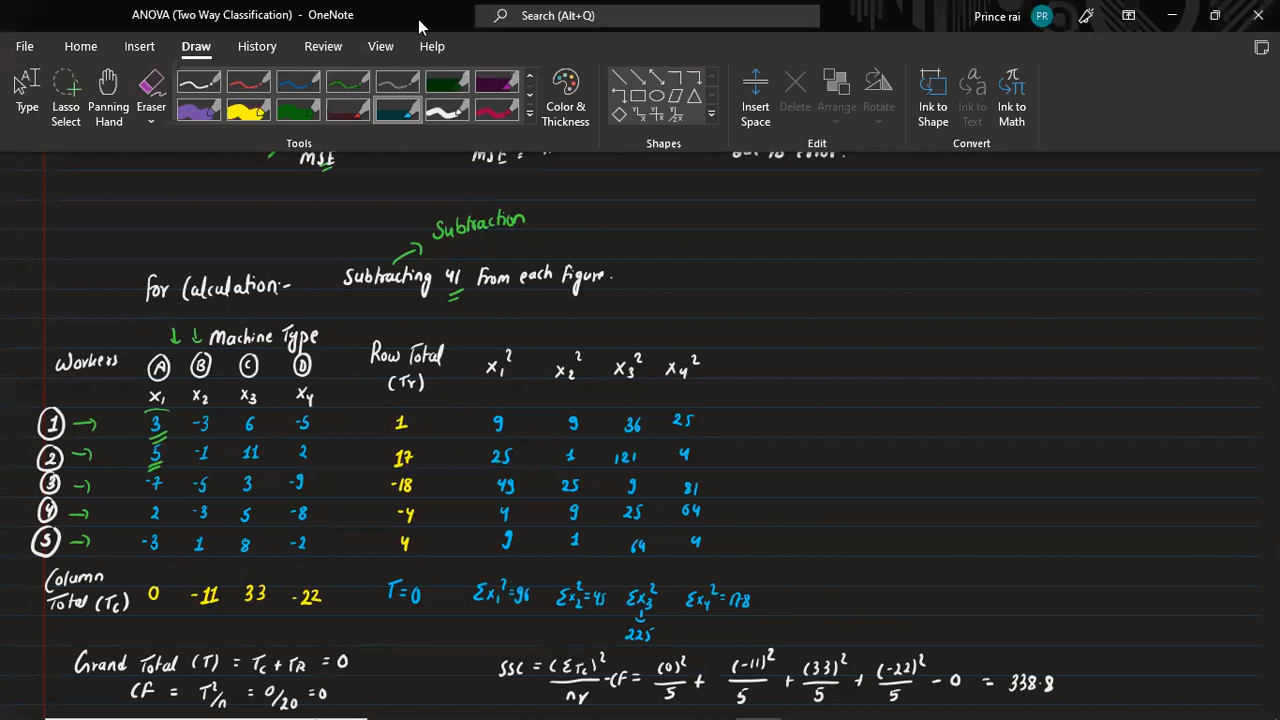 ANOVA (Two Way Classification) - OneNote
Search (Alt+Q)
Prince rai PR
File Home Insert Draw History Review View Help
Type Lasso Select Panning Hand Eraser Color & Thickness Insert Space Delete Arrange Rotate Ink to Shape Ink to Text Ink to Math
Tools Shapes Edit Convert
MSE MSE =
Subtraction
For Calculation:- Subtracting 41 from each figure.
Machine Type
Workers A B C D Row Total (Tr) x₁² x₂² x₃² x₄²
x₁ x₂ x₃ x₄
1 → 3 -3 6 -5 1 9 9 36 25
2 → 5 -1 11 2 17 25 1 121 4
3 → -7 -5 3 -9 -18 49 25 9 81
4 → 2 -3 5 -8 -4 4 9 25 64
5 → -3 1 8 -2 4 9 1 64 4
Column Total (Tc) 0 -11 33 -22 T=0 Σx₁²=96 Σx₂²=45 Σx₃² Σx₄²=178
225
Grand Total (T) = Tc + TR = 0
CF = T²/n = 0/20 = 0
SSC = (ΣTc)²/nr - CF = (0)²/5 + (-11)²/5 + (33)²/5 + (-22)²/5 - 0 = 338.8